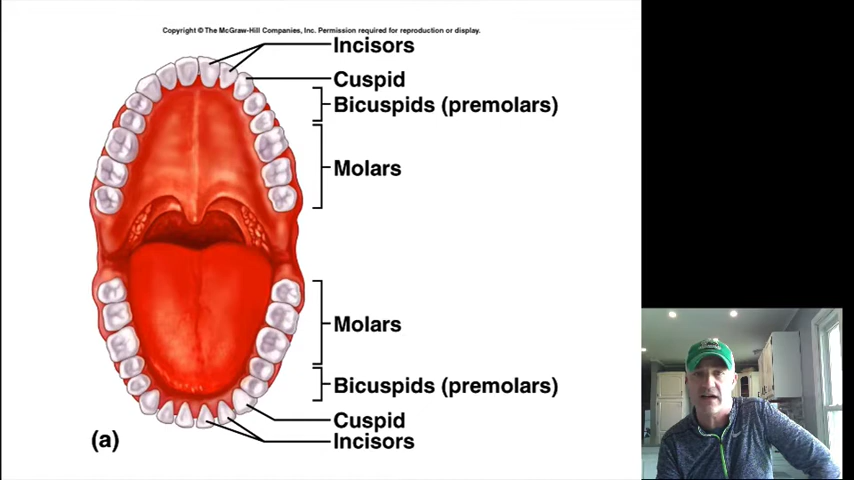 Copyright © The McGraw-Hill Companies, Inc. Permission required for reproduction or display.
Incisors
Cuspid
Bicuspids (premolars)
Molars
Molars
Bicuspids (premolars)
Cuspid
Incisors
(a)